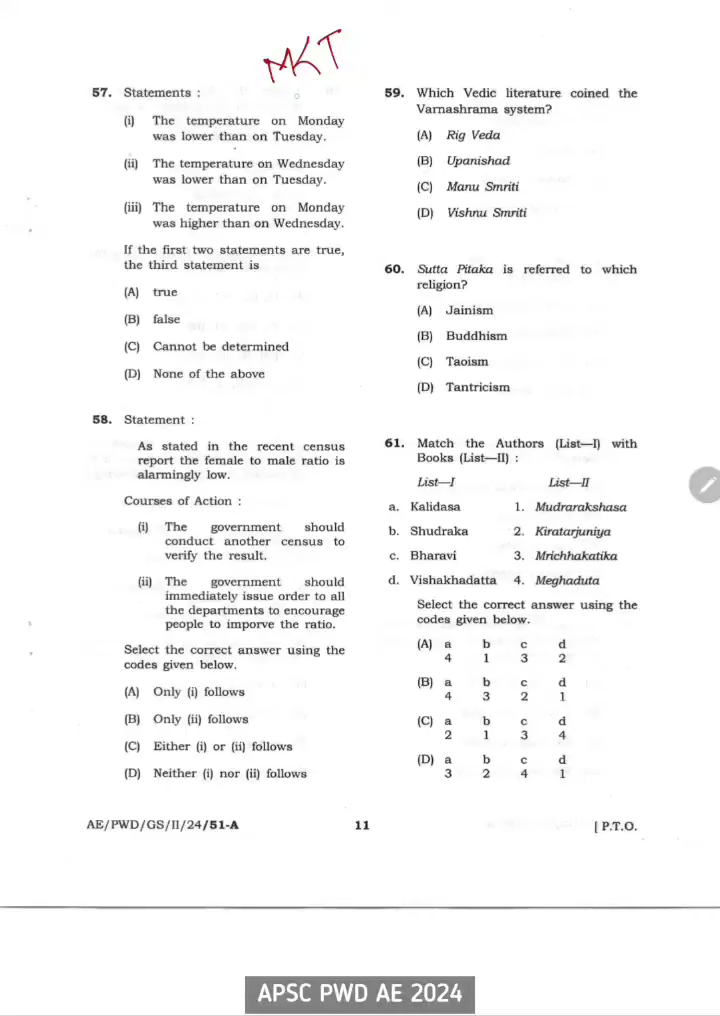 MKT
57. Statements :
(i) The temperature on Monday
was lower than on Tuesday.
(ii) The temperature on Wednesday
was lower than on Tuesday.
(iii) The temperature on Monday
was higher than on Wednesday.
If the first two statements are true,
the third statement is
(A) true
(B) false
(C) Cannot be determined
(D) None of the above
58. Statement :
As stated in the recent census
report the female to male ratio is
alarmingly low.
Courses of Action :
(i) The government should
conduct another census to
verify the result.
(ii) The government should
immediately issue order to all
the departments to encourage
people to imporve the ratio.
Select the correct answer using the
codes given below.
(A) Only (i) follows
(B) Only (ii) follows
(C) Either (i) or (ii) follows
(D) Neither (i) nor (ii) follows
59. Which Vedic literature coined the
Varnashrama system?
(A) Rig Veda
(B) Upanishad
(C) Manu Smriti
(D) Vishnu Smriti
60. Sutta Pitaka is referred to which
religion?
(A) Jainism
(B) Buddhism
(C) Taoism
(D) Tantricism
61. Match the Authors (List—I) with
Books (List—II) :
List—I List—II
a. Kalidasa 1. Mudrarakshasa
b. Shudraka 2. Kiratarjuniya
c. Bharavi 3. Mrichhakatika
d. Vishakhadatta 4. Meghaduta
Select the correct answer using the
codes given below.
(A) a b c d
4 1 3 2
(B) a b c d
4 3 2 1
(C) a b c d
2 1 3 4
(D) a b c d
3 2 4 1
AE/PWD/GS/II/24/51-A 11 [ P.T.O.
APSC PWD AE 2024